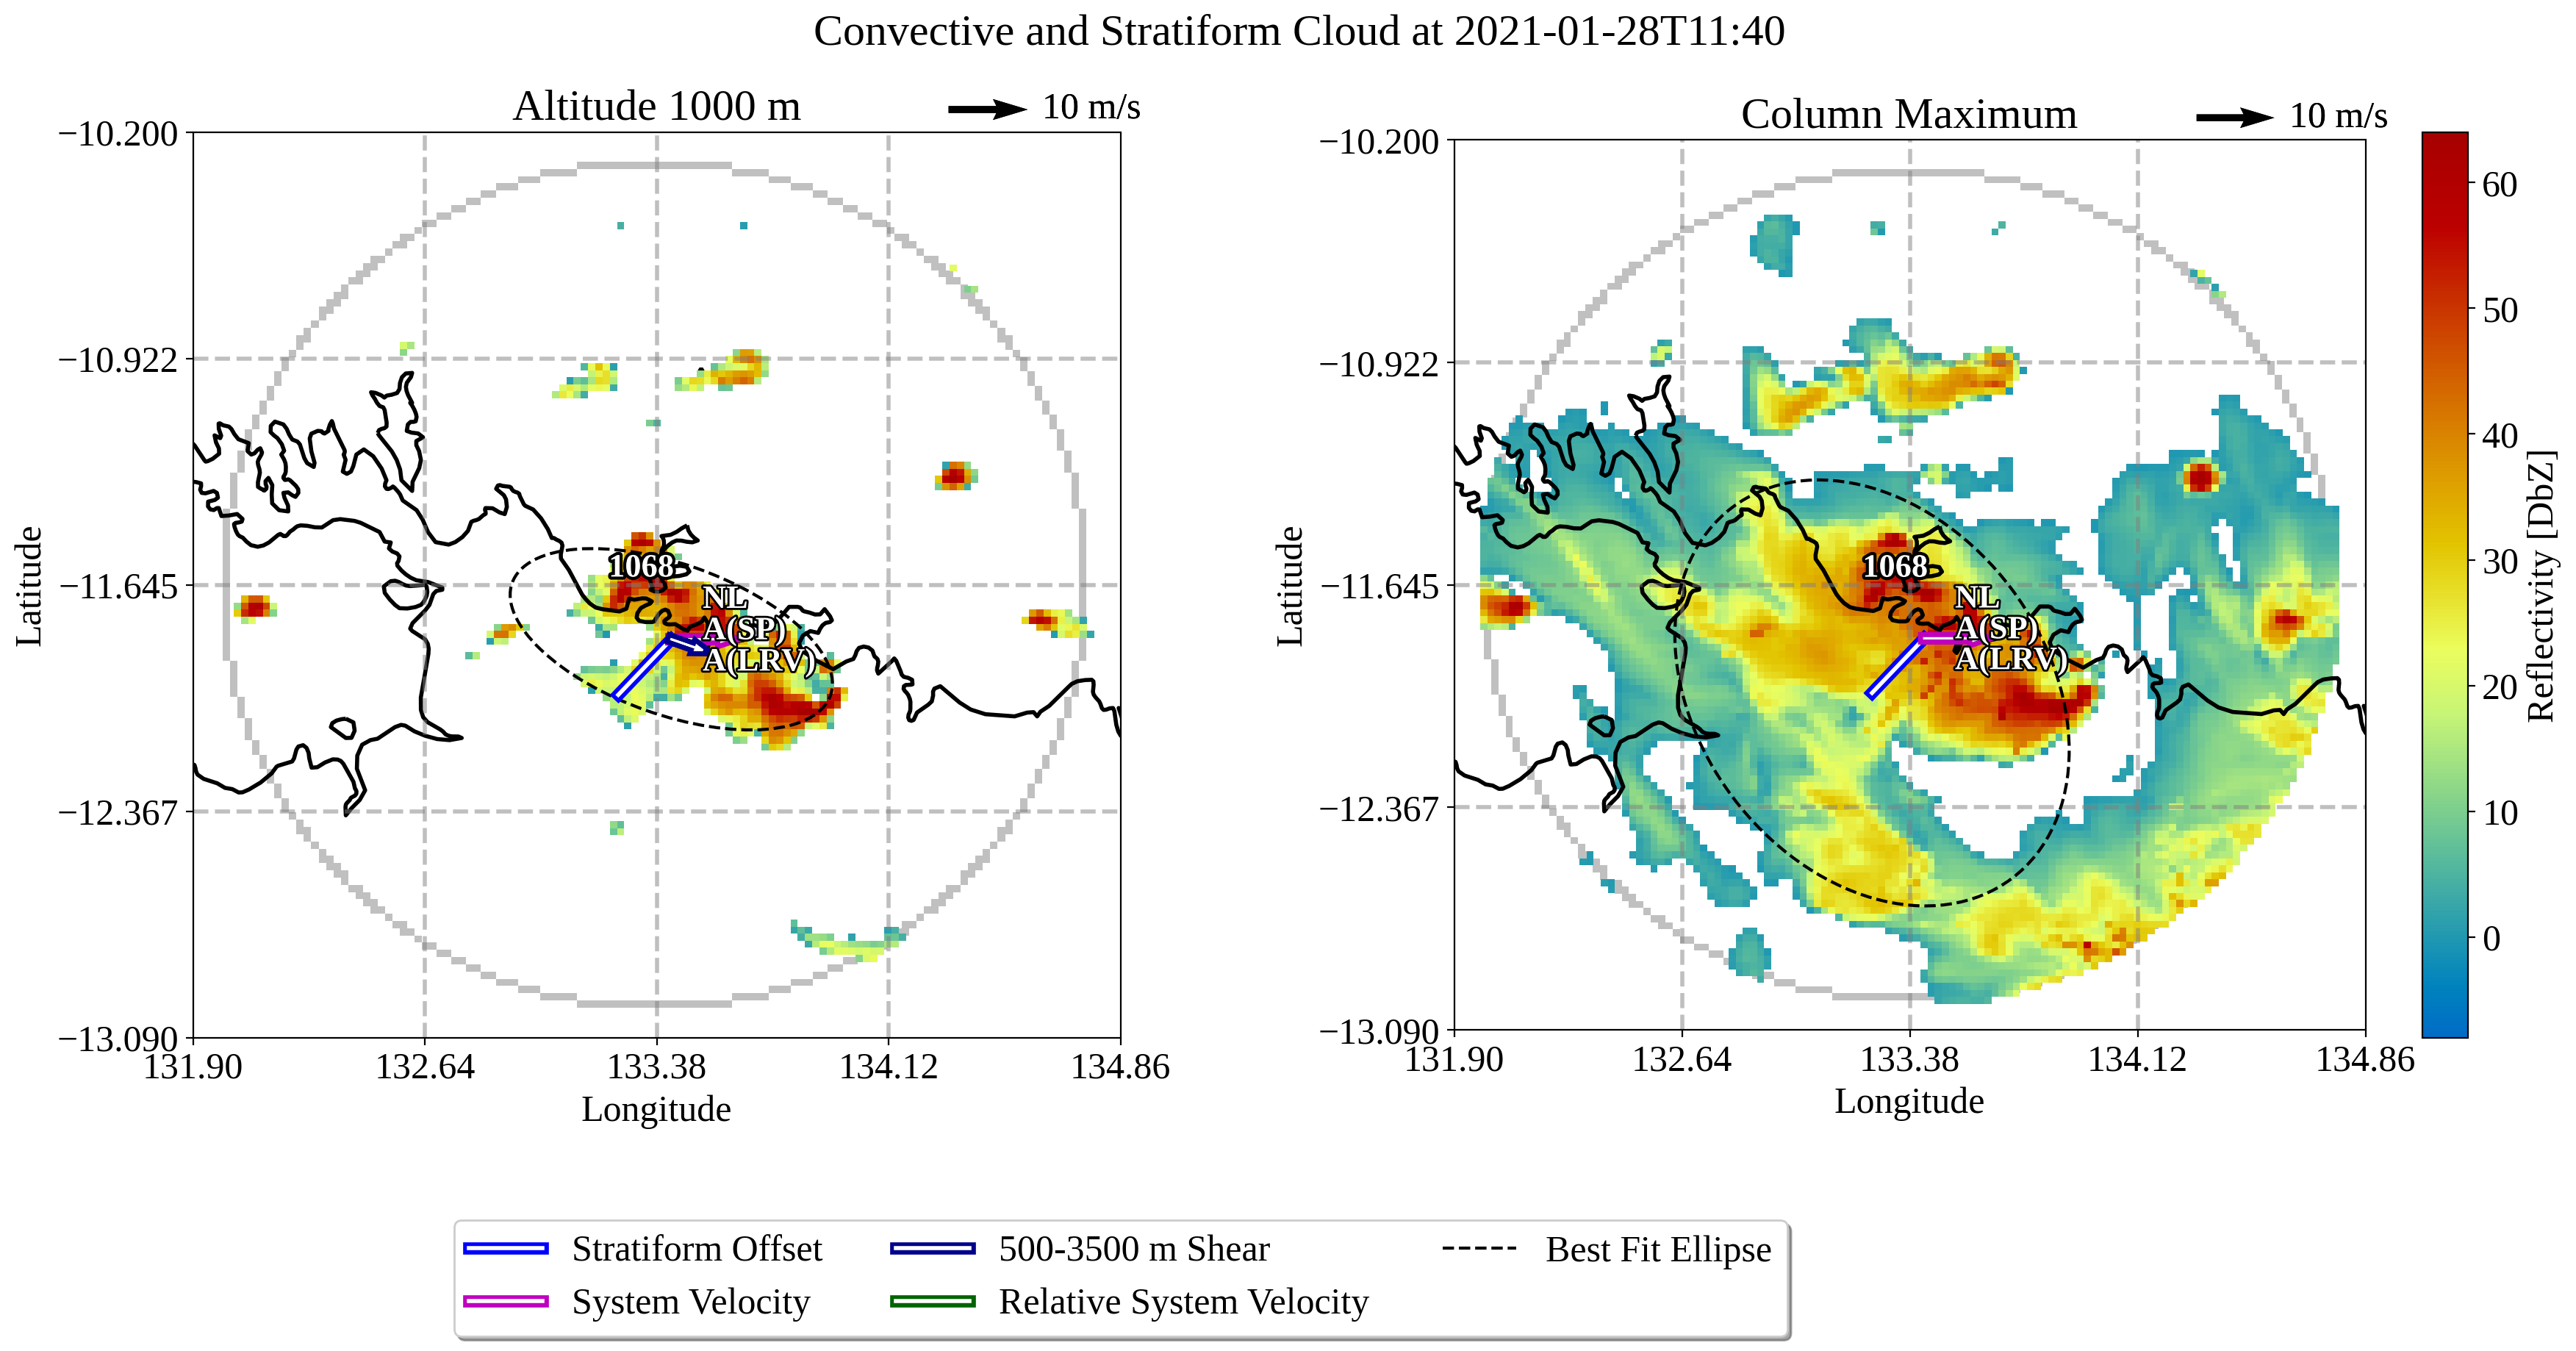 Convective and Stratiform Cloud at 2021-01-28T11:40
Altitude 1000 m
10 m/s
−10.200
−10.922
−11.645
−12.367
−13.090
Latitude
131.90
132.64
133.38
134.12
134.86
Longitude
1068
NL
A(SP)
A(LRV)
Column Maximum
10 m/s
−10.200
−10.922
−11.645
−12.367
−13.090
Latitude
131.90
132.64
133.38
134.12
134.86
Longitude
1068
NL
A(SP)
A(LRV)
60
50
40
30
20
10
0
Reflectivity [DbZ]
Stratiform Offset
System Velocity
500-3500 m Shear
Relative System Velocity
Best Fit Ellipse